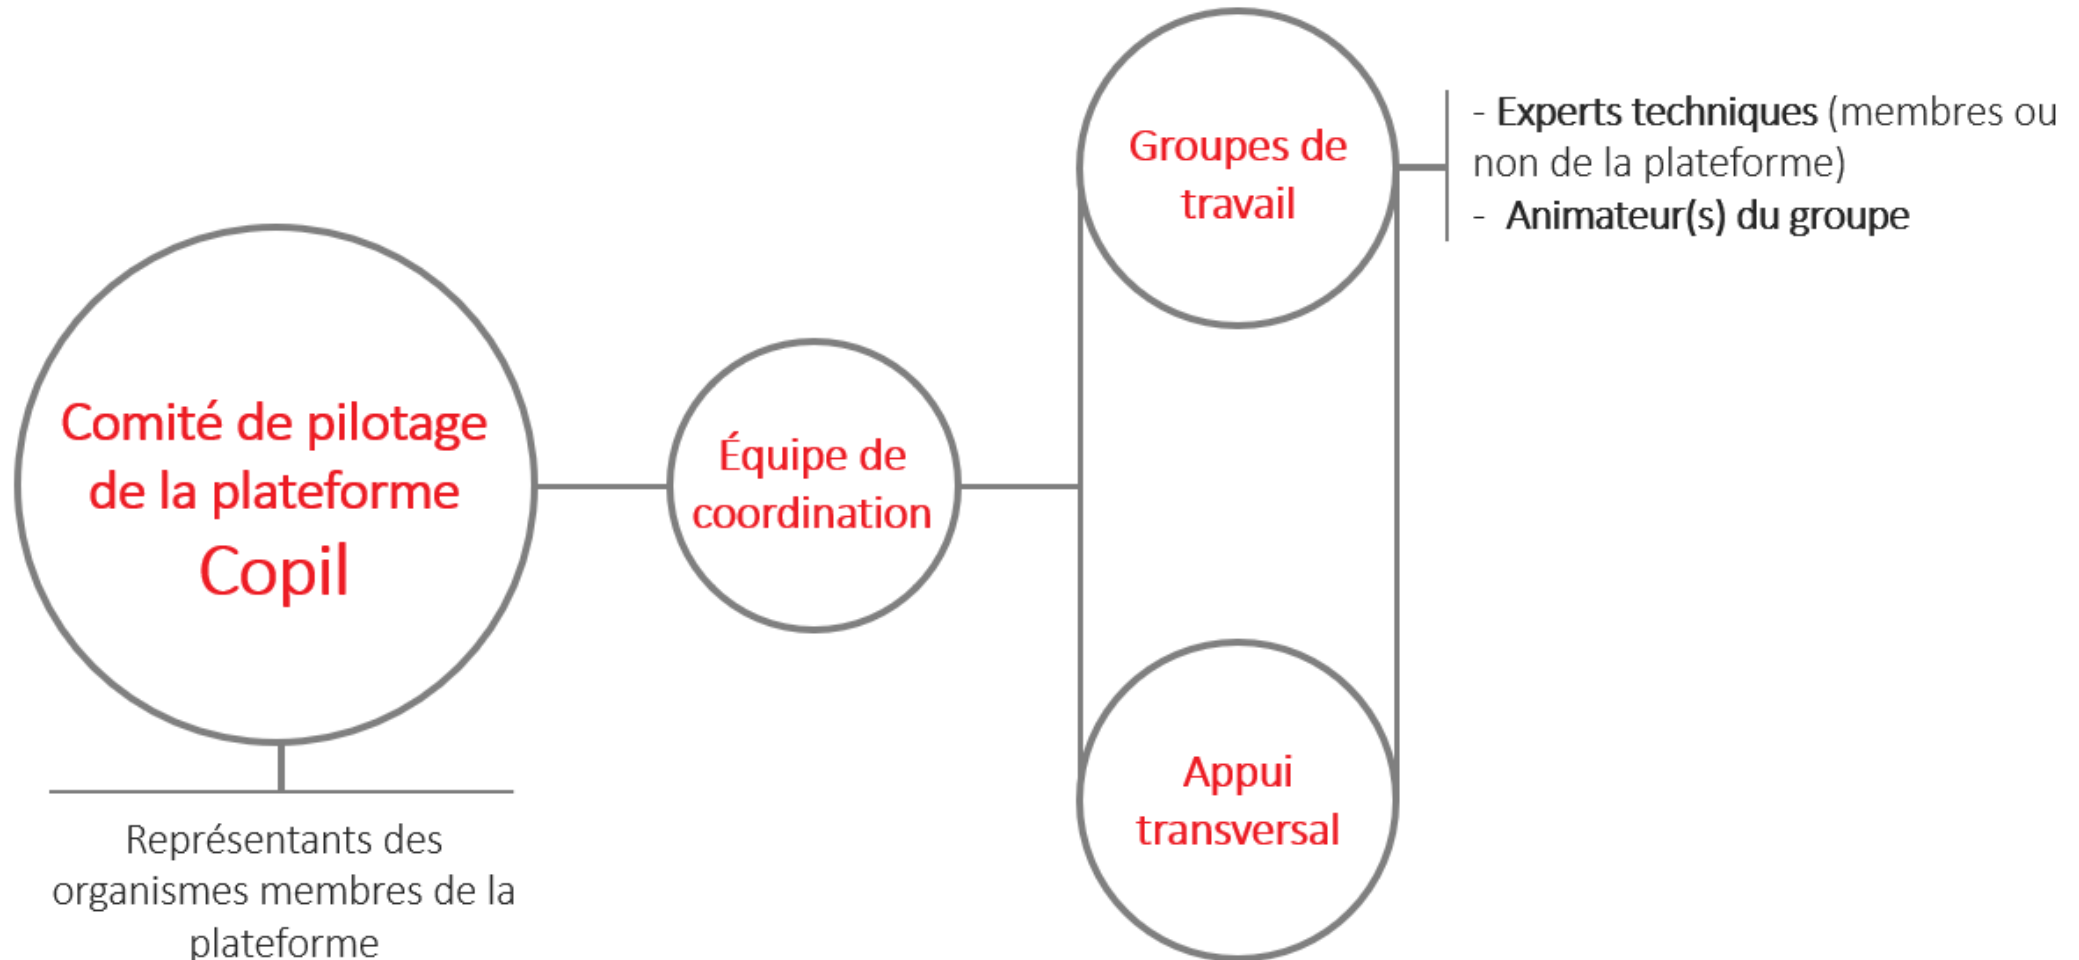 Comité de pilotage
de la plateforme
Copil
Représentants des
organismes membres de la
plateforme
Équipe de
coordination
Groupes de
travail
- Experts techniques (membres ou
non de la plateforme)
- Animateur(s) du groupe
Appui
transversal